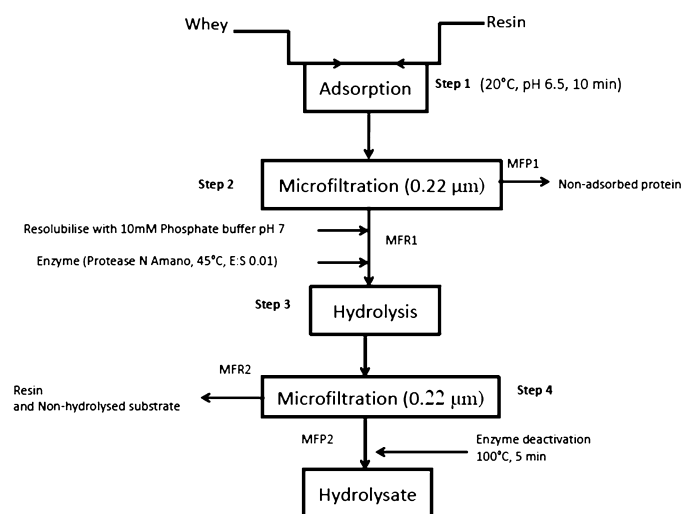 Whey
Resin
Adsorption
Step 1 (20°C, pH 6.5, 10 min)
Step 2
Microfiltration (0.22 µm)
MFP1
Non-adsorbed protein
Resolubilise with 10mM Phosphate buffer pH 7
MFR1
Enzyme (Protease N Amano, 45°C, E:S 0.01)
Step 3
Hydrolysis
MFR2
Resin
and Non-hydrolysed substrate
Microfiltration (0.22 µm)
Step 4
MFP2
Enzyme deactivation
100°C, 5 min
Hydrolysate